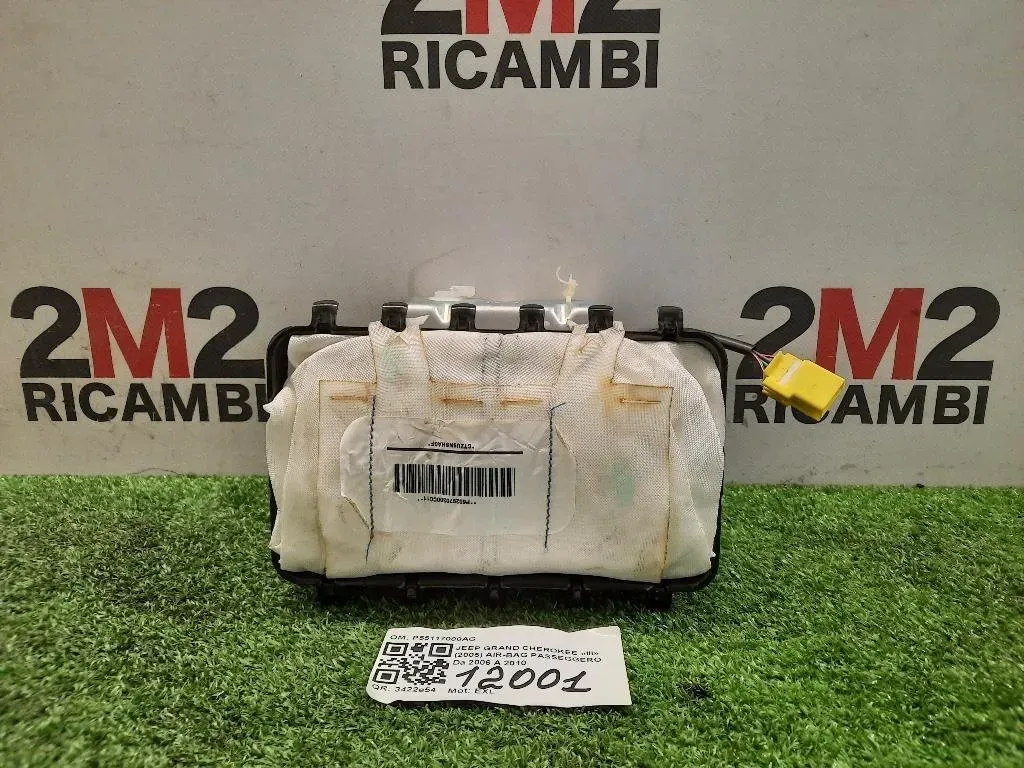 2M2
RICAMBI
2M2
RICAMBI
2M2
RICAMBI
OM. P55117000AG
JEEP GRAND CHEROKEE «III»
(2005) AIR-BAG PASSEGGERO
Da 2006 A 2010
12001
QR. 3422e54 Mot: EXL